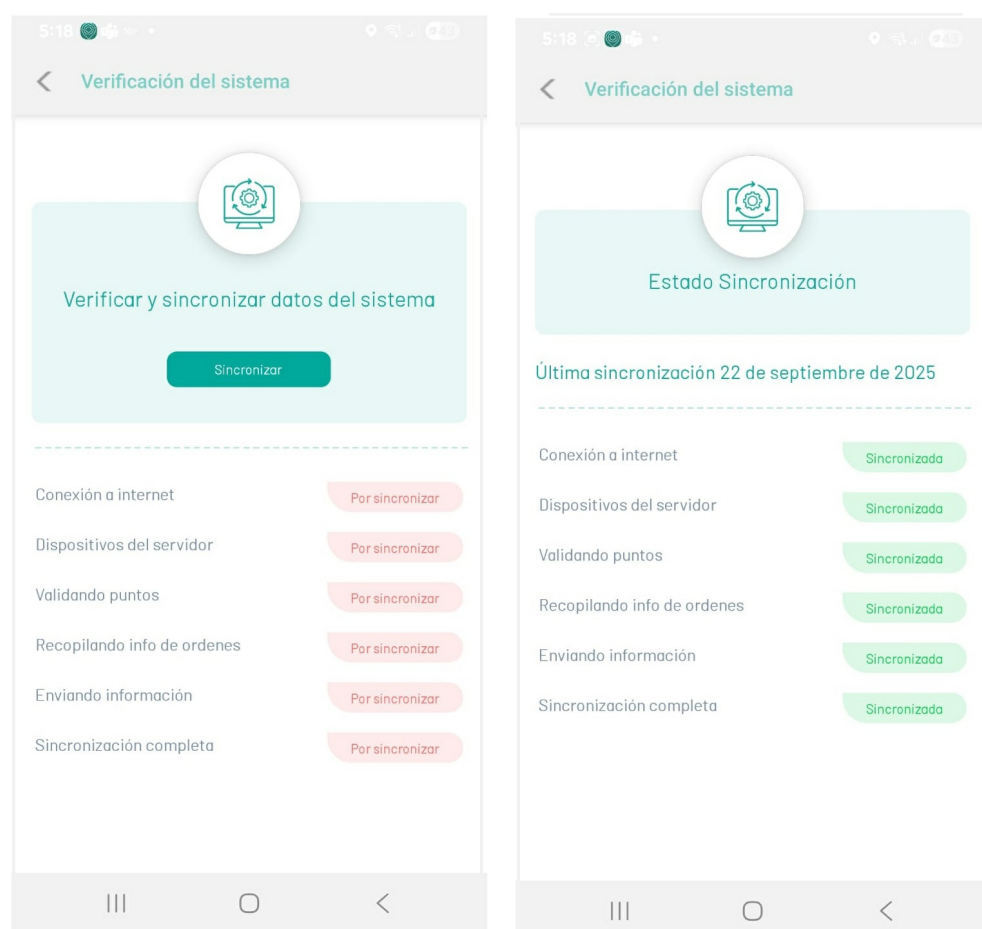 5:18
Verificación del sistema
Verificar y sincronizar datos del sistema
Sincronizar
Conexión a internet Por sincronizar
Dispositivos del servidor Por sincronizar
Validando puntos Por sincronizar
Recopilando info de ordenes Por sincronizar
Enviando información Por sincronizar
Sincronización completa Por sincronizar
5:18
Verificación del sistema
Estado Sincronización
Última sincronización 22 de septiembre de 2025
Conexión a internet Sincronizada
Dispositivos del servidor Sincronizada
Validando puntos Sincronizada
Recopilando info de ordenes Sincronizada
Enviando información Sincronizada
Sincronización completa Sincronizada